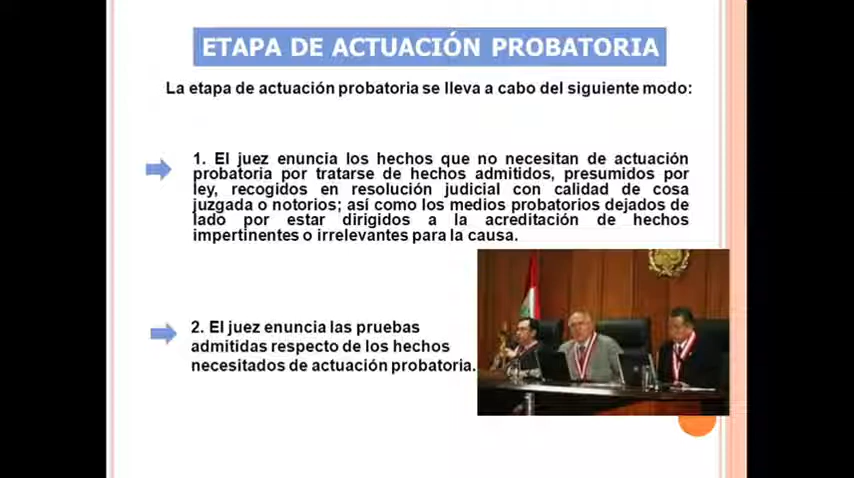 ETAPA DE ACTUACIÓN PROBATORIA
La etapa de actuación probatoria se lleva a cabo del siguiente modo:
1. El juez enuncia los hechos que no necesitan de actuación
probatoria por tratarse de hechos admitidos, presumidos por
ley, recogidos en resolución judicial con calidad de cosa
juzgada o notorios; así como los medios probatorios dejados de
lado por estar dirigidos a la acreditación de hechos
impertinentes o irrelevantes para la causa.
2. El juez enuncia las pruebas
admitidas respecto de los hechos
necesitados de actuación probatoria.